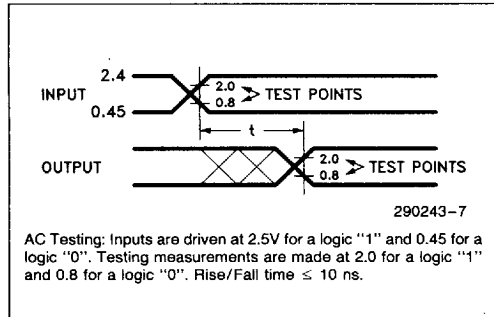 2.4
INPUT
0.45
2.0
0.8
TEST POINTS
t
OUTPUT
2.0
0.8
TEST POINTS
290243-7
AC Testing: Inputs are driven at 2.5V for a logic "1" and 0.45 for a
logic "0". Testing measurements are made at 2.0 for a logic "1"
and 0.8 for a logic "0". Rise/Fall time ≤ 10 ns.